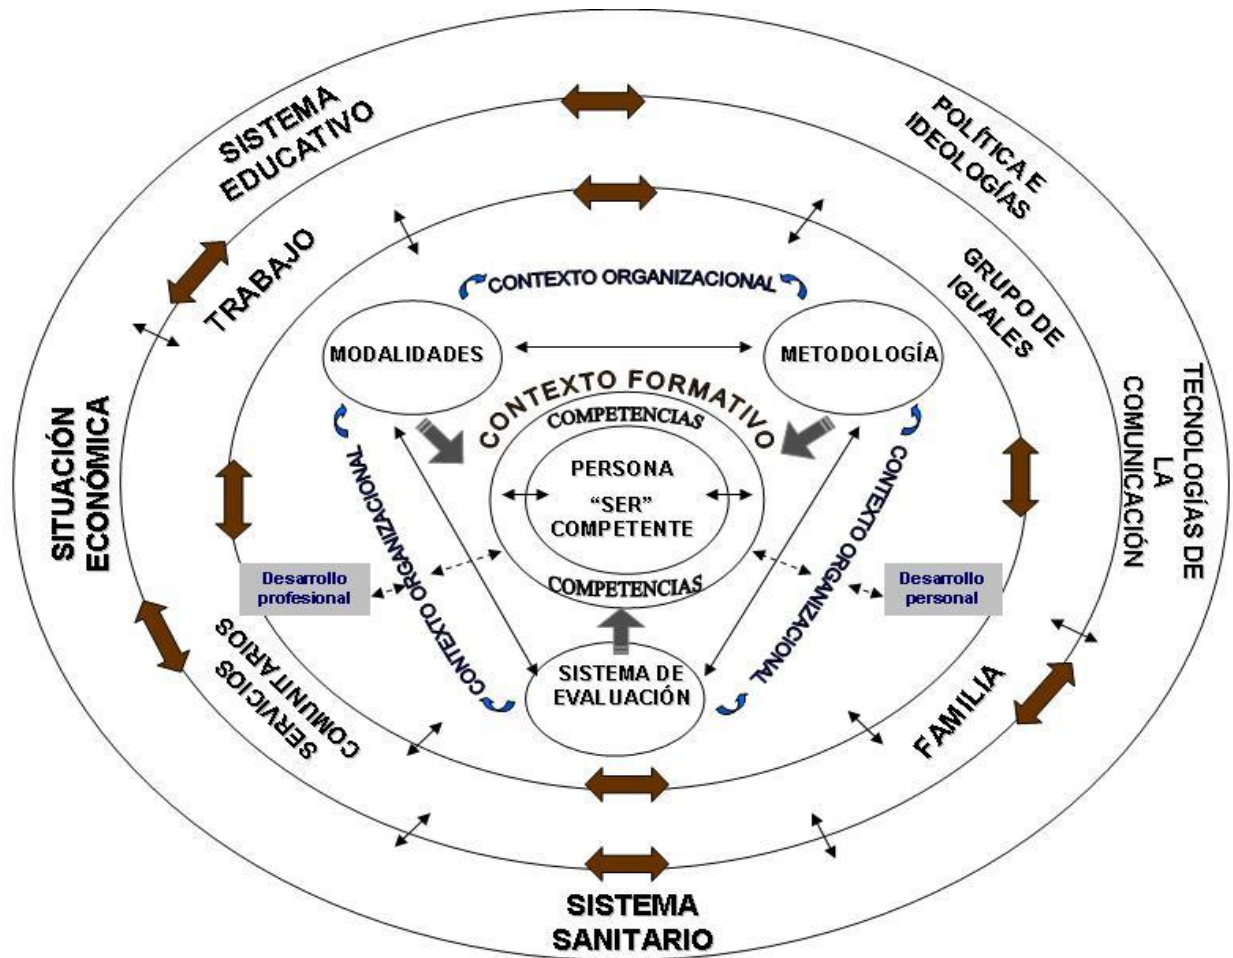 SISTEMA
EDUCATIVO
POLÍTICA E
IDEOLOGÍAS
TRABAJO
GRUPO DE
IGUALES
CONTEXTO ORGANIZACIONAL
MODALIDADES
METODOLOGÍA
CONTEXTO FORMATIVO
COMPETENCIAS
PERSONA
“SER”
COMPETENTE
COMPETENCIAS
CONTEXTO ORGANIZACIONAL
CONTEXTO ORGANIZACIONAL
SITUACIÓN
ECONÓMICA
TECNOLOGÍAS DE
LA
COMUNICACIÓN
Desarrollo
profesional
Desarrollo
personal
SISTEMA DE
EVALUACIÓN
SERVICIOS
COMUNITARIOS
FAMILIA
SISTEMA
SANITARIO